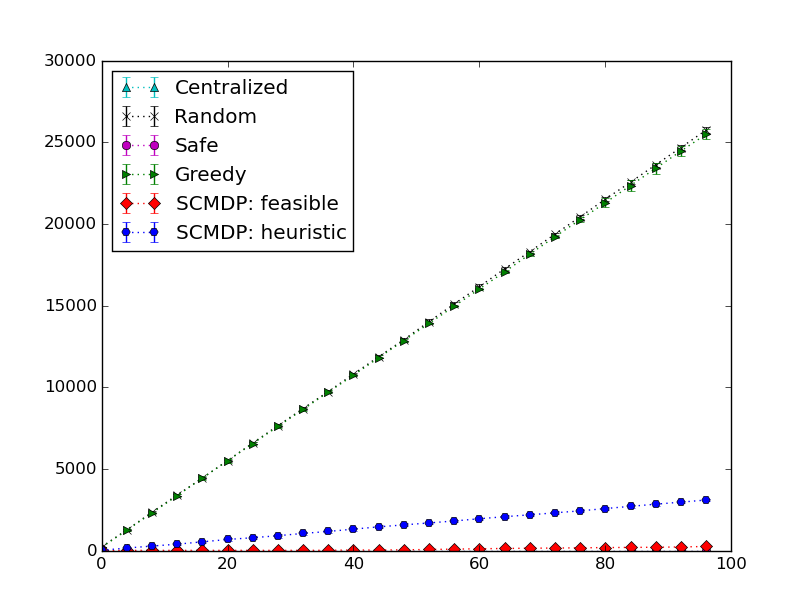 30000
25000
20000
15000
10000
5000
0
Centralized
Random
Safe
Greedy
SCMDP: feasible
SCMDP: heuristic
0 20 40 60 80 100